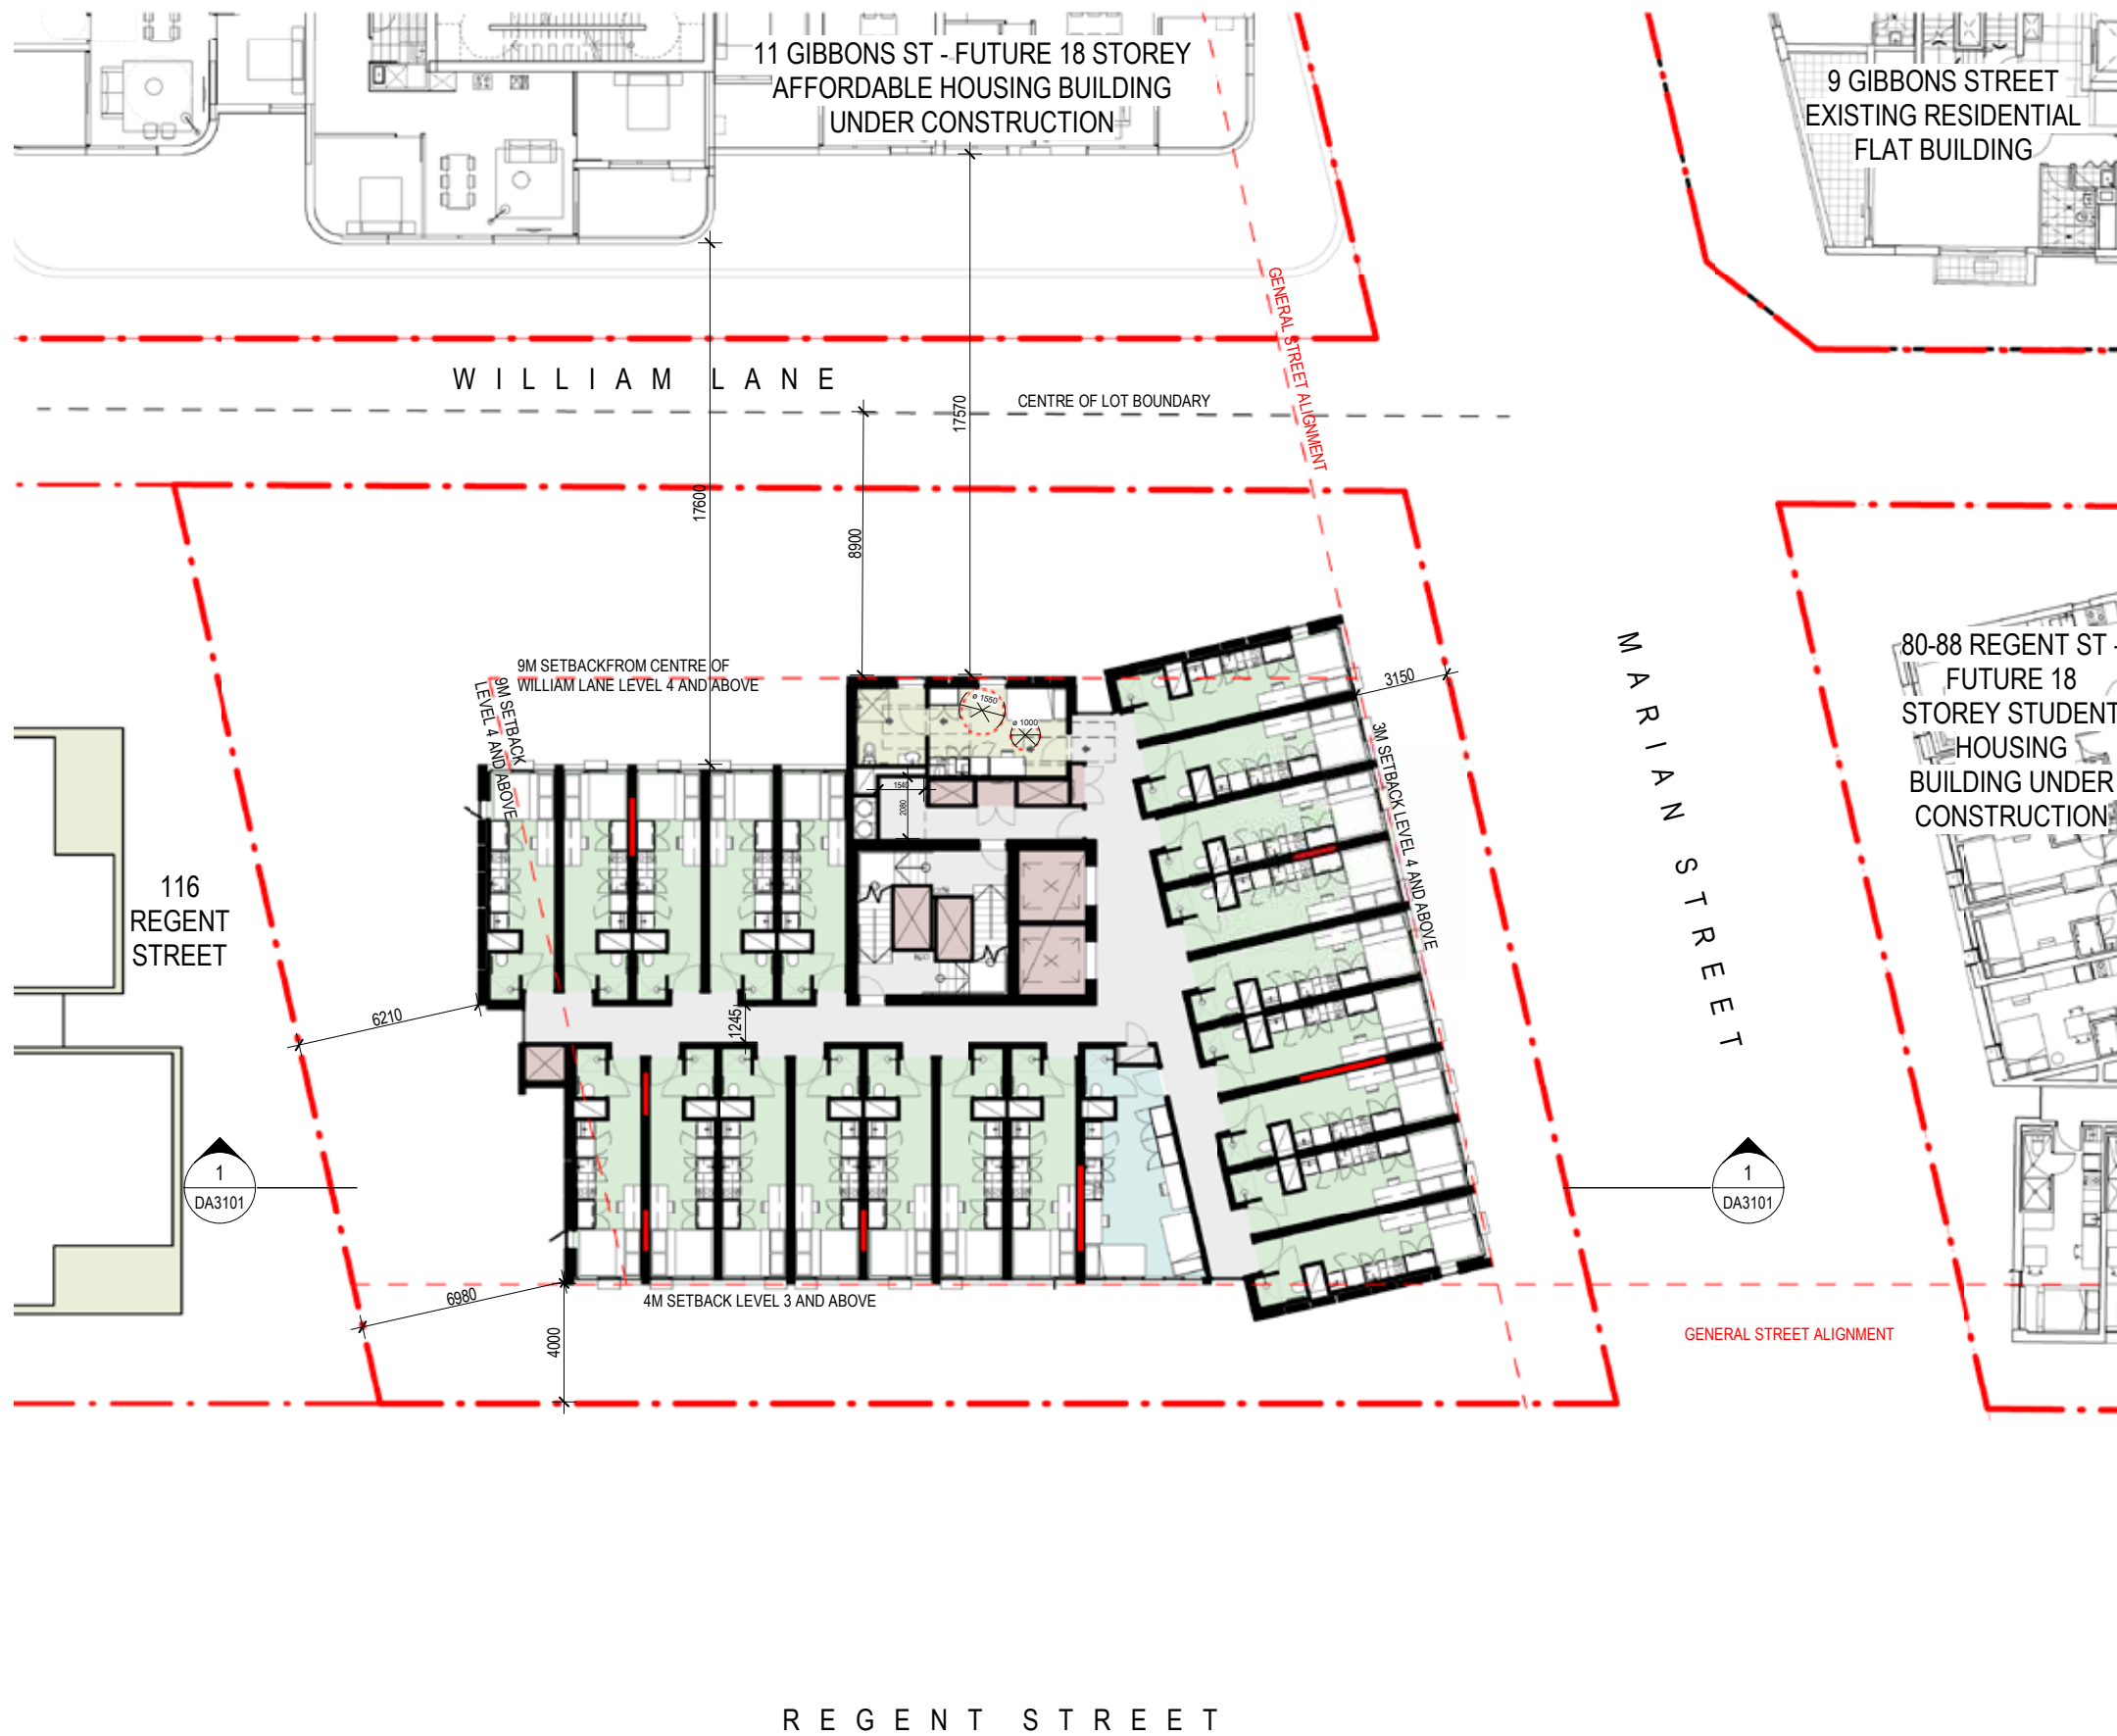 11 GIBBONS ST - FUTURE 18 STOREY
AFFORDABLE HOUSING BUILDING
UNDER CONSTRUCTION
9 GIBBONS STREET
EXISTING RESIDENTIAL
FLAT BUILDING
GENERAL STREET ALIGNMENT
WILLIAM LANE
CENTRE OF LOT BOUNDARY
17570
17600
8900
9M SETBACKFROM CENTRE OF
WILLIAM LANE LEVEL 4 AND ABOVE
9M SETBACK
LEVEL 4 AND ABOVE
ø 1550
ø 1000
1540
2080
3150
3M SETBACK LEVEL 4 AND ABOVE
MARIAN STREET
80-88 REGENT ST -
FUTURE 18
STOREY STUDENT
HOUSING
BUILDING UNDER
CONSTRUCTION
116
REGENT
STREET
6210
1245
1
DA3101
1
DA3101
6980
4000
4M SETBACK LEVEL 3 AND ABOVE
GENERAL STREET ALIGNMENT
REGENT STREET